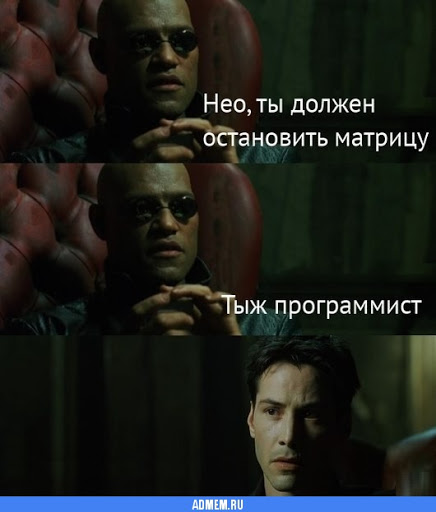 Нео, ты должен
остановить матрицу
Тыж программист
ADMEM.RU